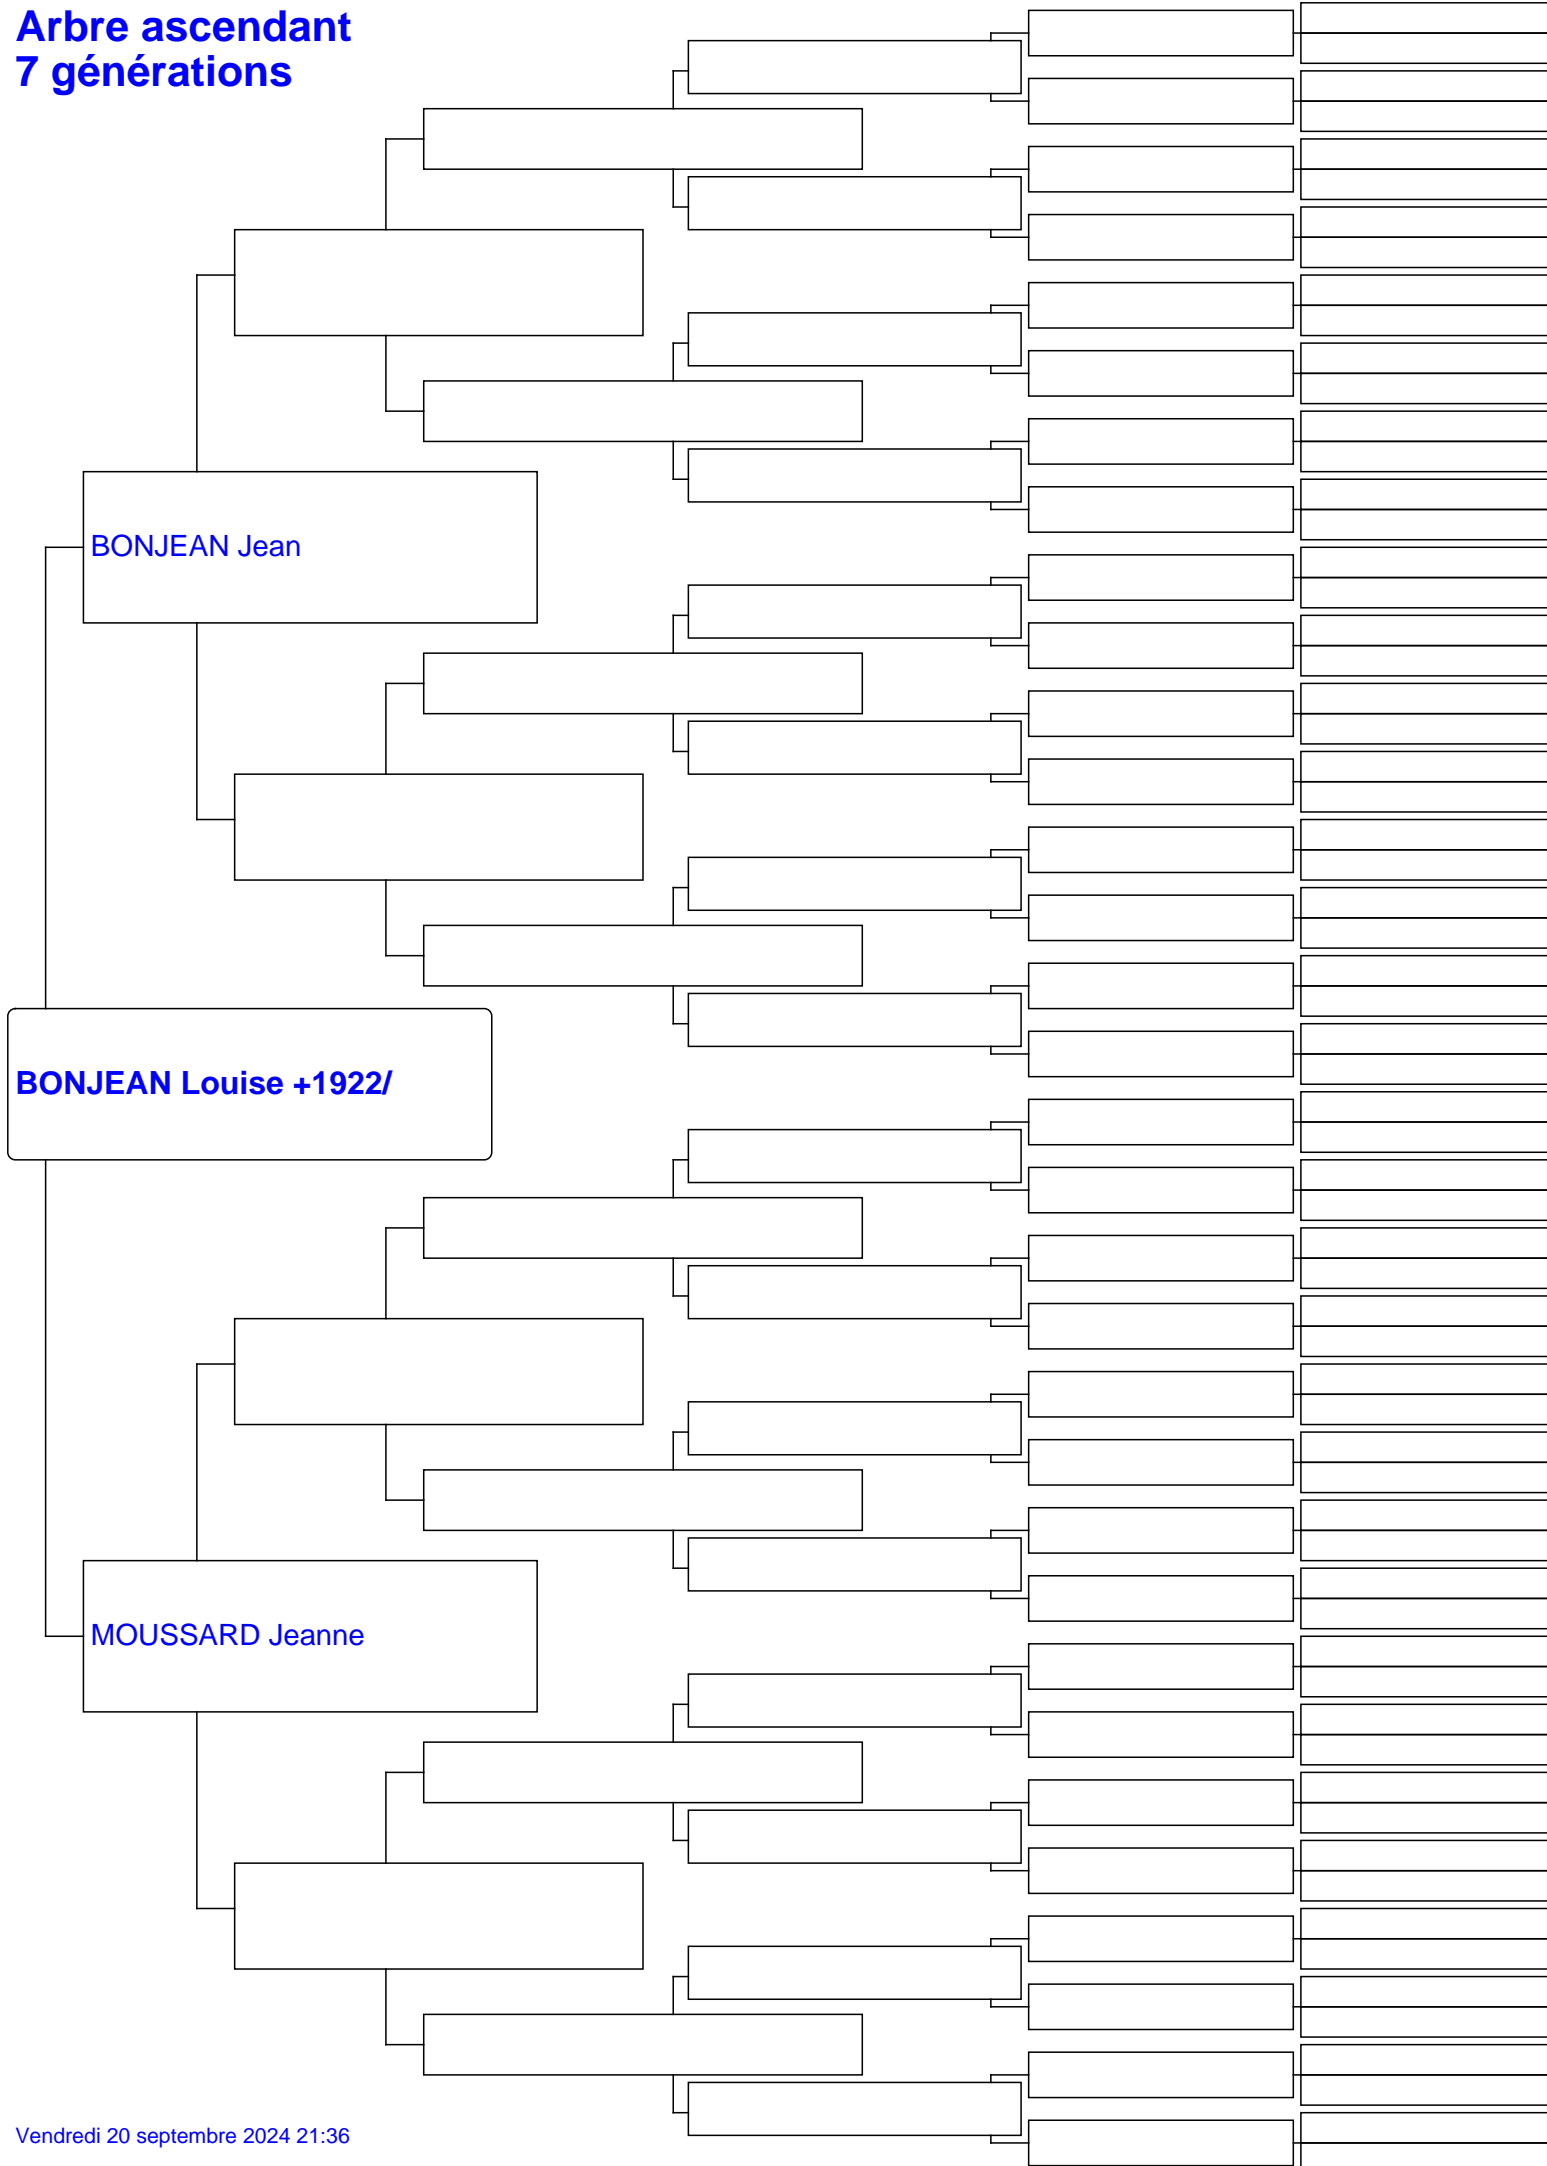 Arbre ascendant
7 générations
BONJEAN Jean
BONJEAN Louise +1922/
MOUSSARD Jeanne
Vendredi 20 septembre 2024 21:36